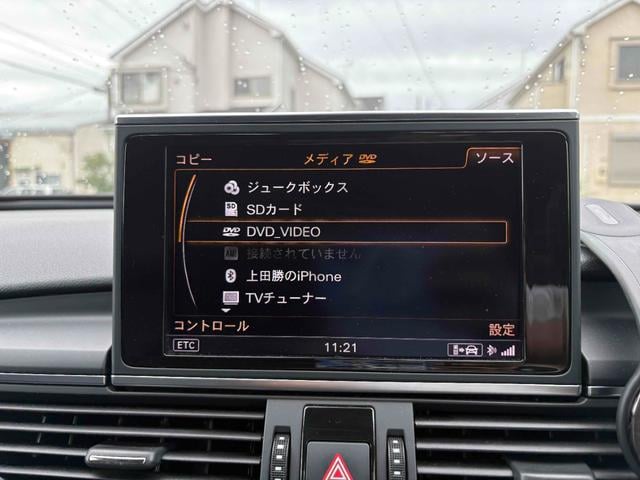 コピー
メディア DVD
ソース
ジュークボックス
SD
SDカード
DVD DVD_VIDEO
AMI 接続されていません
上田勝のiPhone
TVチューナー
コントロール
設定
ETC
11:21